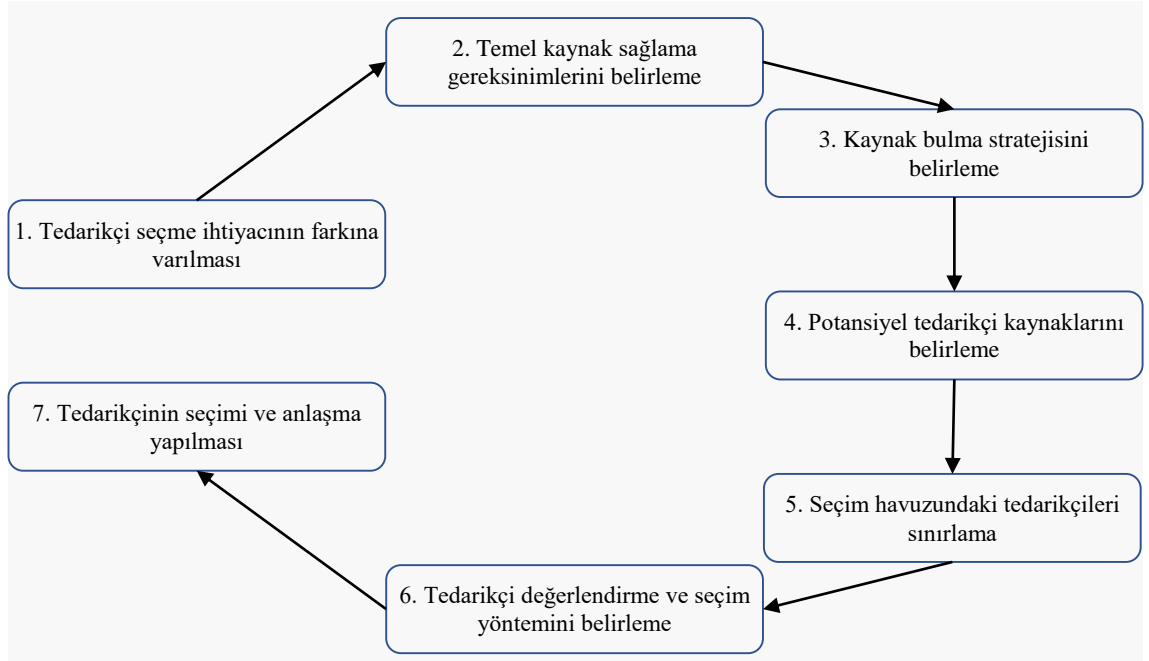 1. Tedarikçi seçme ihtiyacının farkına
varılması
2. Temel kaynak sağlama
gereksinimlerini belirleme
3. Kaynak bulma stratejisini
belirleme
4. Potansiyel tedarikçi kaynaklarını
belirleme
5. Seçim havuzundaki tedarikçileri
sınırlama
6. Tedarikçi değerlendirme ve seçim
yöntemini belirleme
7. Tedarikçinin seçimi ve anlaşma
yapılması